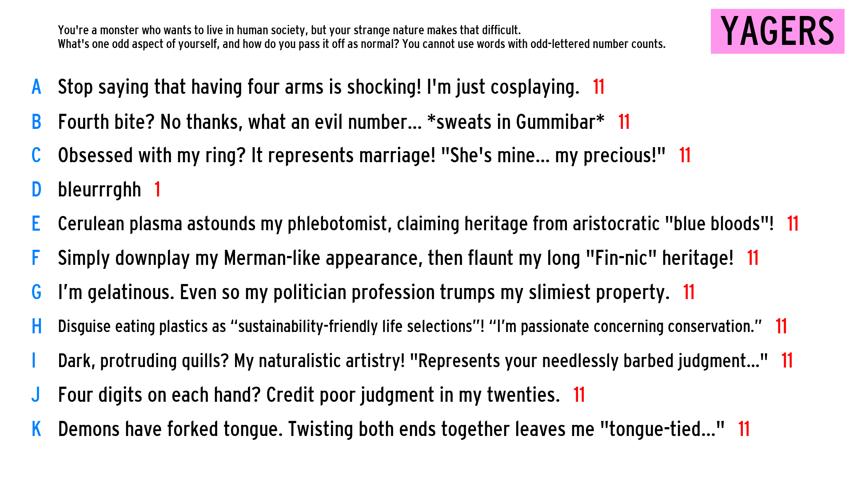 You're a monster who wants to live in human society, but your strange nature makes that difficult.
What's one odd aspect of yourself, and how do you pass it off as normal? You cannot use words with odd-lettered number counts.
YAGERS
A Stop saying that having four arms is shocking! I'm just cosplaying. 11
B Fourth bite? No thanks, what an evil number... *sweats in Gummibar* 11
C Obsessed with my ring? It represents marriage! "She's mine... my precious!" 11
D bleurrrghh 1
E Cerulean plasma astounds my phlebotomist, claiming heritage from aristocratic "blue bloods"! 11
F Simply downplay my Merman-like appearance, then flaunt my long "Fin-nic" heritage! 11
G I’m gelatinous. Even so my politician profession trumps my slimiest property. 11
H Disguise eating plastics as “sustainability-friendly life selections”! “I’m passionate concerning conservation.” 11
I Dark, protruding quills? My naturalistic artistry! "Represents your needlessly barbed judgment..." 11
J Four digits on each hand? Credit poor judgment in my twenties. 11
K Demons have forked tongue. Twisting both ends together leaves me "tongue-tied..." 11